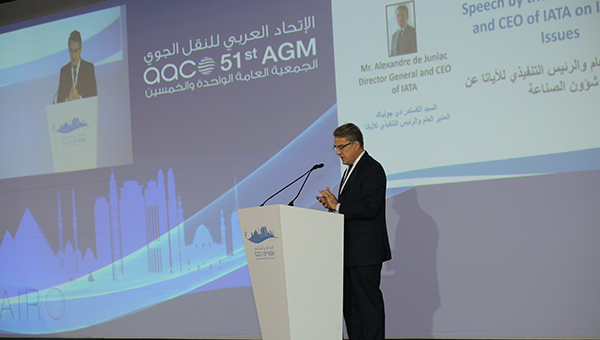 الإتحاد العربي للنقل الجوي
aaco 51st AGM
الجمعية العامة الواحدة والخمسين
Speech by the
and CEO of IATA on I
Issues
Mr. Alexandre de Juniac
Director General and CEO
of IATA
ام والرئيس التنفيذي للأياتا عن
شؤون الصناعة
السيد الكسندر دي جونياك
المدير العام والرئيس التنفيذي للأياتا
AIRO